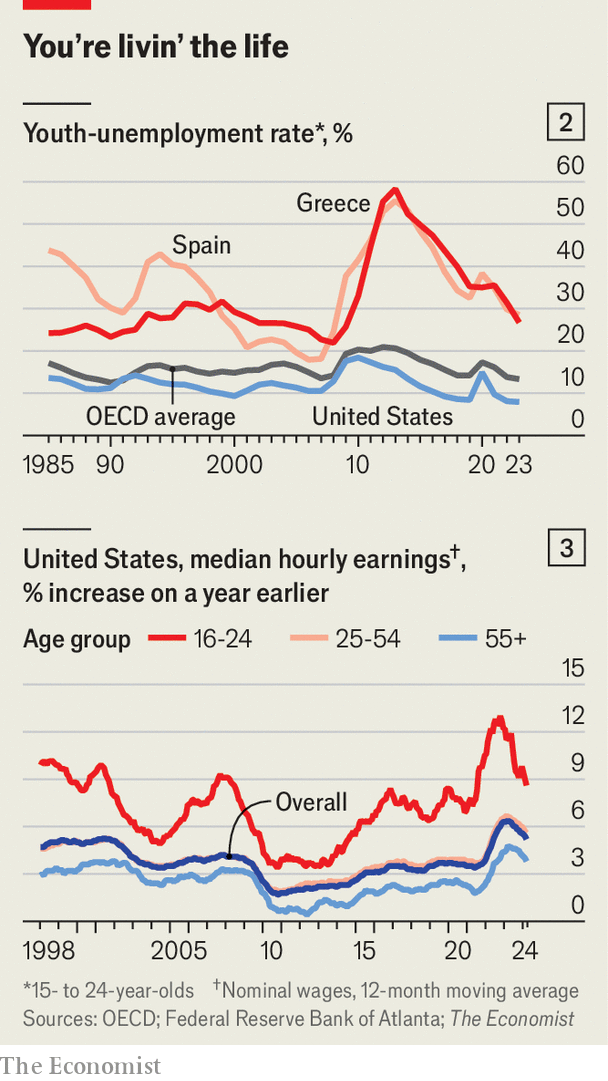 You’re livin’ the life
2
Youth-unemployment rate*, %
60
Greece
50
Spain
40
30
20
10
OECD average
United States
0
1985 90 2000 10 20 23
3
United States, median hourly earnings†,
% increase on a year earlier
Age group 16-24 25-54 55+
15
12
9
Overall
6
3
0
1998 2005 10 15 20 24
*15- to 24-year-olds †Nominal wages, 12-month moving average
Sources: OECD; Federal Reserve Bank of Atlanta; The Economist
The Economist